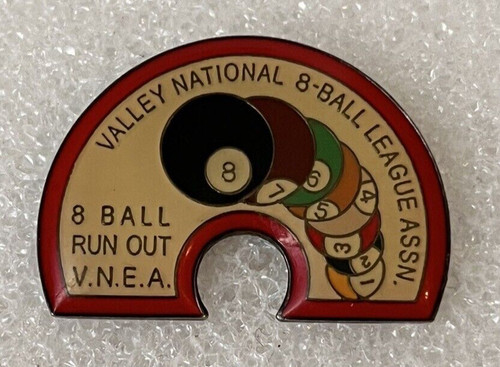 VALLEY NATIONAL 8-BALL LEAGUE ASSN.
8
7
6
5
4
3
2
1
8 BALL
RUN OUT
V.N.E.A.